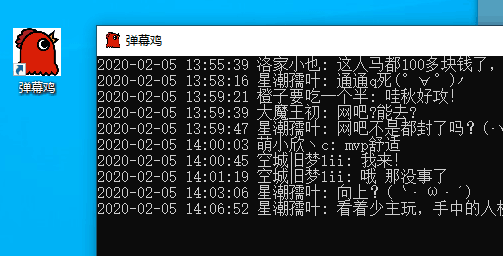 弹幕鸡
弹幕鸡
2020-02-05 13:55:39 洛家小也: 这人马都100多块钱了,
2020-02-05 13:58:16 星潮孺叶: 通通q死(ﾟ∀ﾟ)ﾉ
2020-02-05 13:59:21 橙子要吃一个半: 哇秋好攻!
2020-02-05 13:59:39 大魔王初: 网吧?能去?
2020-02-05 13:59:47 星潮孺叶: 网吧不是都封了吗?(·
2020-02-05 14:00:03 萌小欣丶c: mvp舒适
2020-02-05 14:00:45 空城旧梦1ii: 我来!
2020-02-05 14:01:19 空城旧梦1ii: 哦 那没事了
2020-02-05 14:03:06 星潮孺叶: 向上?(｀· ω ·´)
2020-02-05 14:06:52 星潮孺叶: 看着少主玩, 手中的人